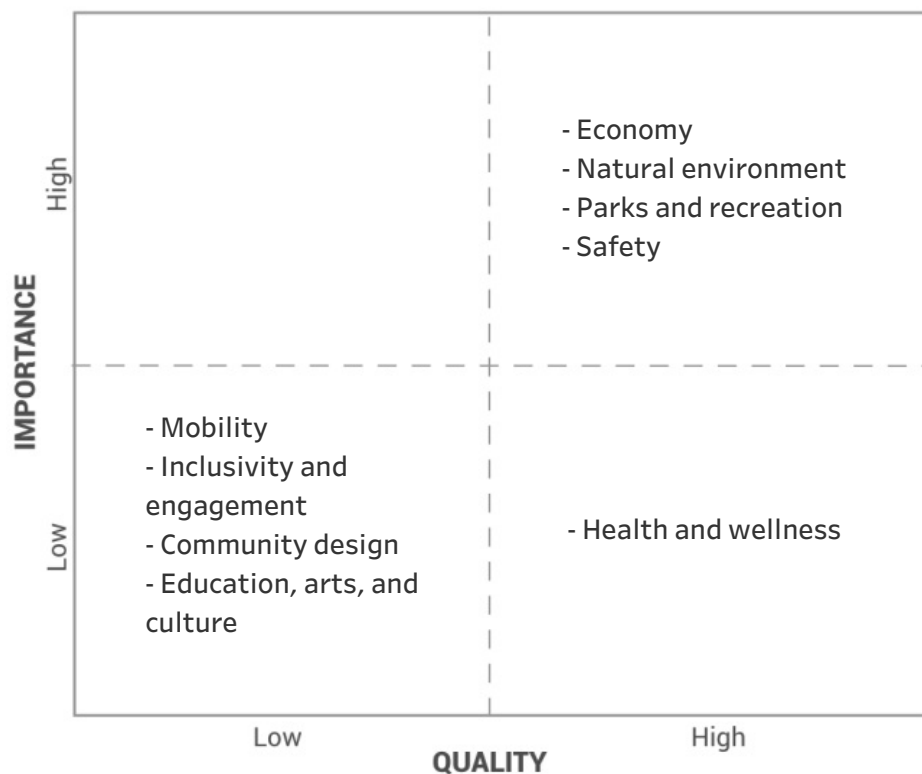 - Economy
- Natural environment
- Parks and recreation
- Safety
High
IMPORTANCE
- Mobility
- Inclusivity and
engagement
- Community design
- Education, arts, and
culture
- Health and wellness
Low
Low
High
QUALITY